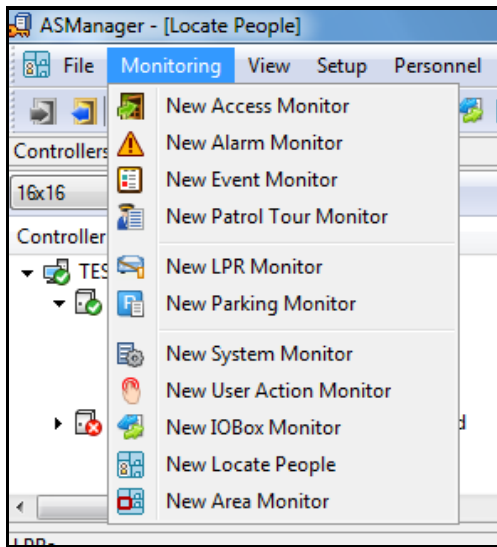 ASManager - [Locate People]
File Monitoring View Setup Personnel
New Access Monitor
Controllers
New Alarm Monitor
16x16
New Event Monitor
New Patrol Tour Monitor
Controller
New LPR Monitor
TES
New Parking Monitor
New System Monitor
New User Action Monitor
New IOBox Monitor
d
New Locate People
New Area Monitor